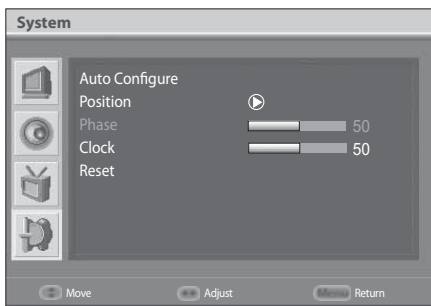 System
Auto Configure
Position
Phase 50
Clock 50
Reset
Move Adjust Menu Return